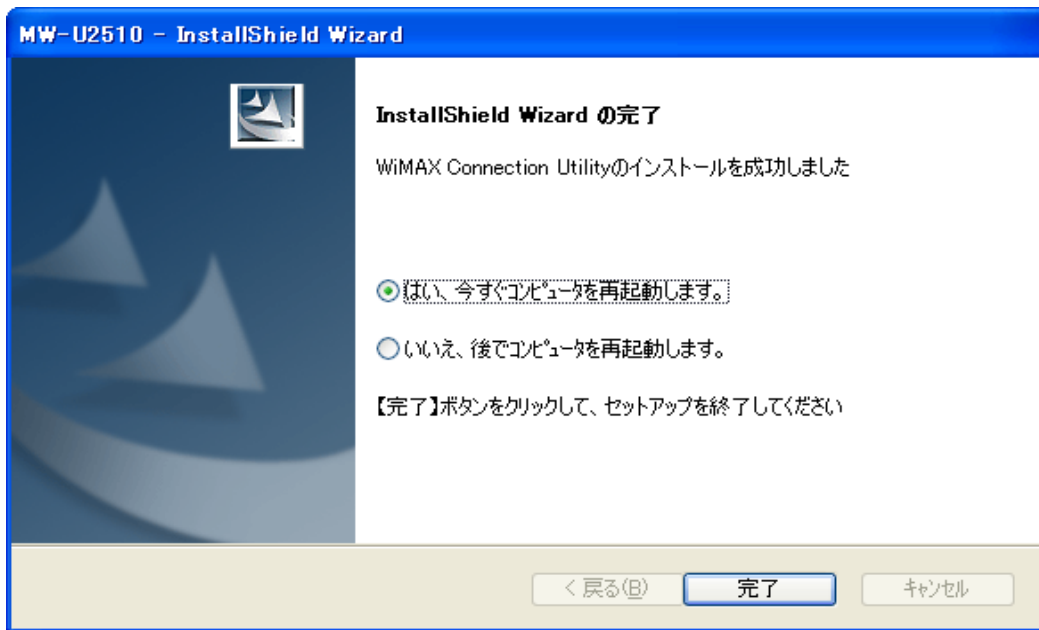 MW-U2510 - InstallShield Wizard
InstallShield Wizard の完了
WiMAX Connection Utilityのインストールを成功しました
はい、今すぐｺﾝﾋﾟｭｰﾀを再起動します。
いいえ、後でｺﾝﾋﾟｭｰﾀを再起動します。
【完了】ボタンをクリックして、セットアップを終了してください
< 戻る(B)
完了
ｷｬﾝｾﾙ